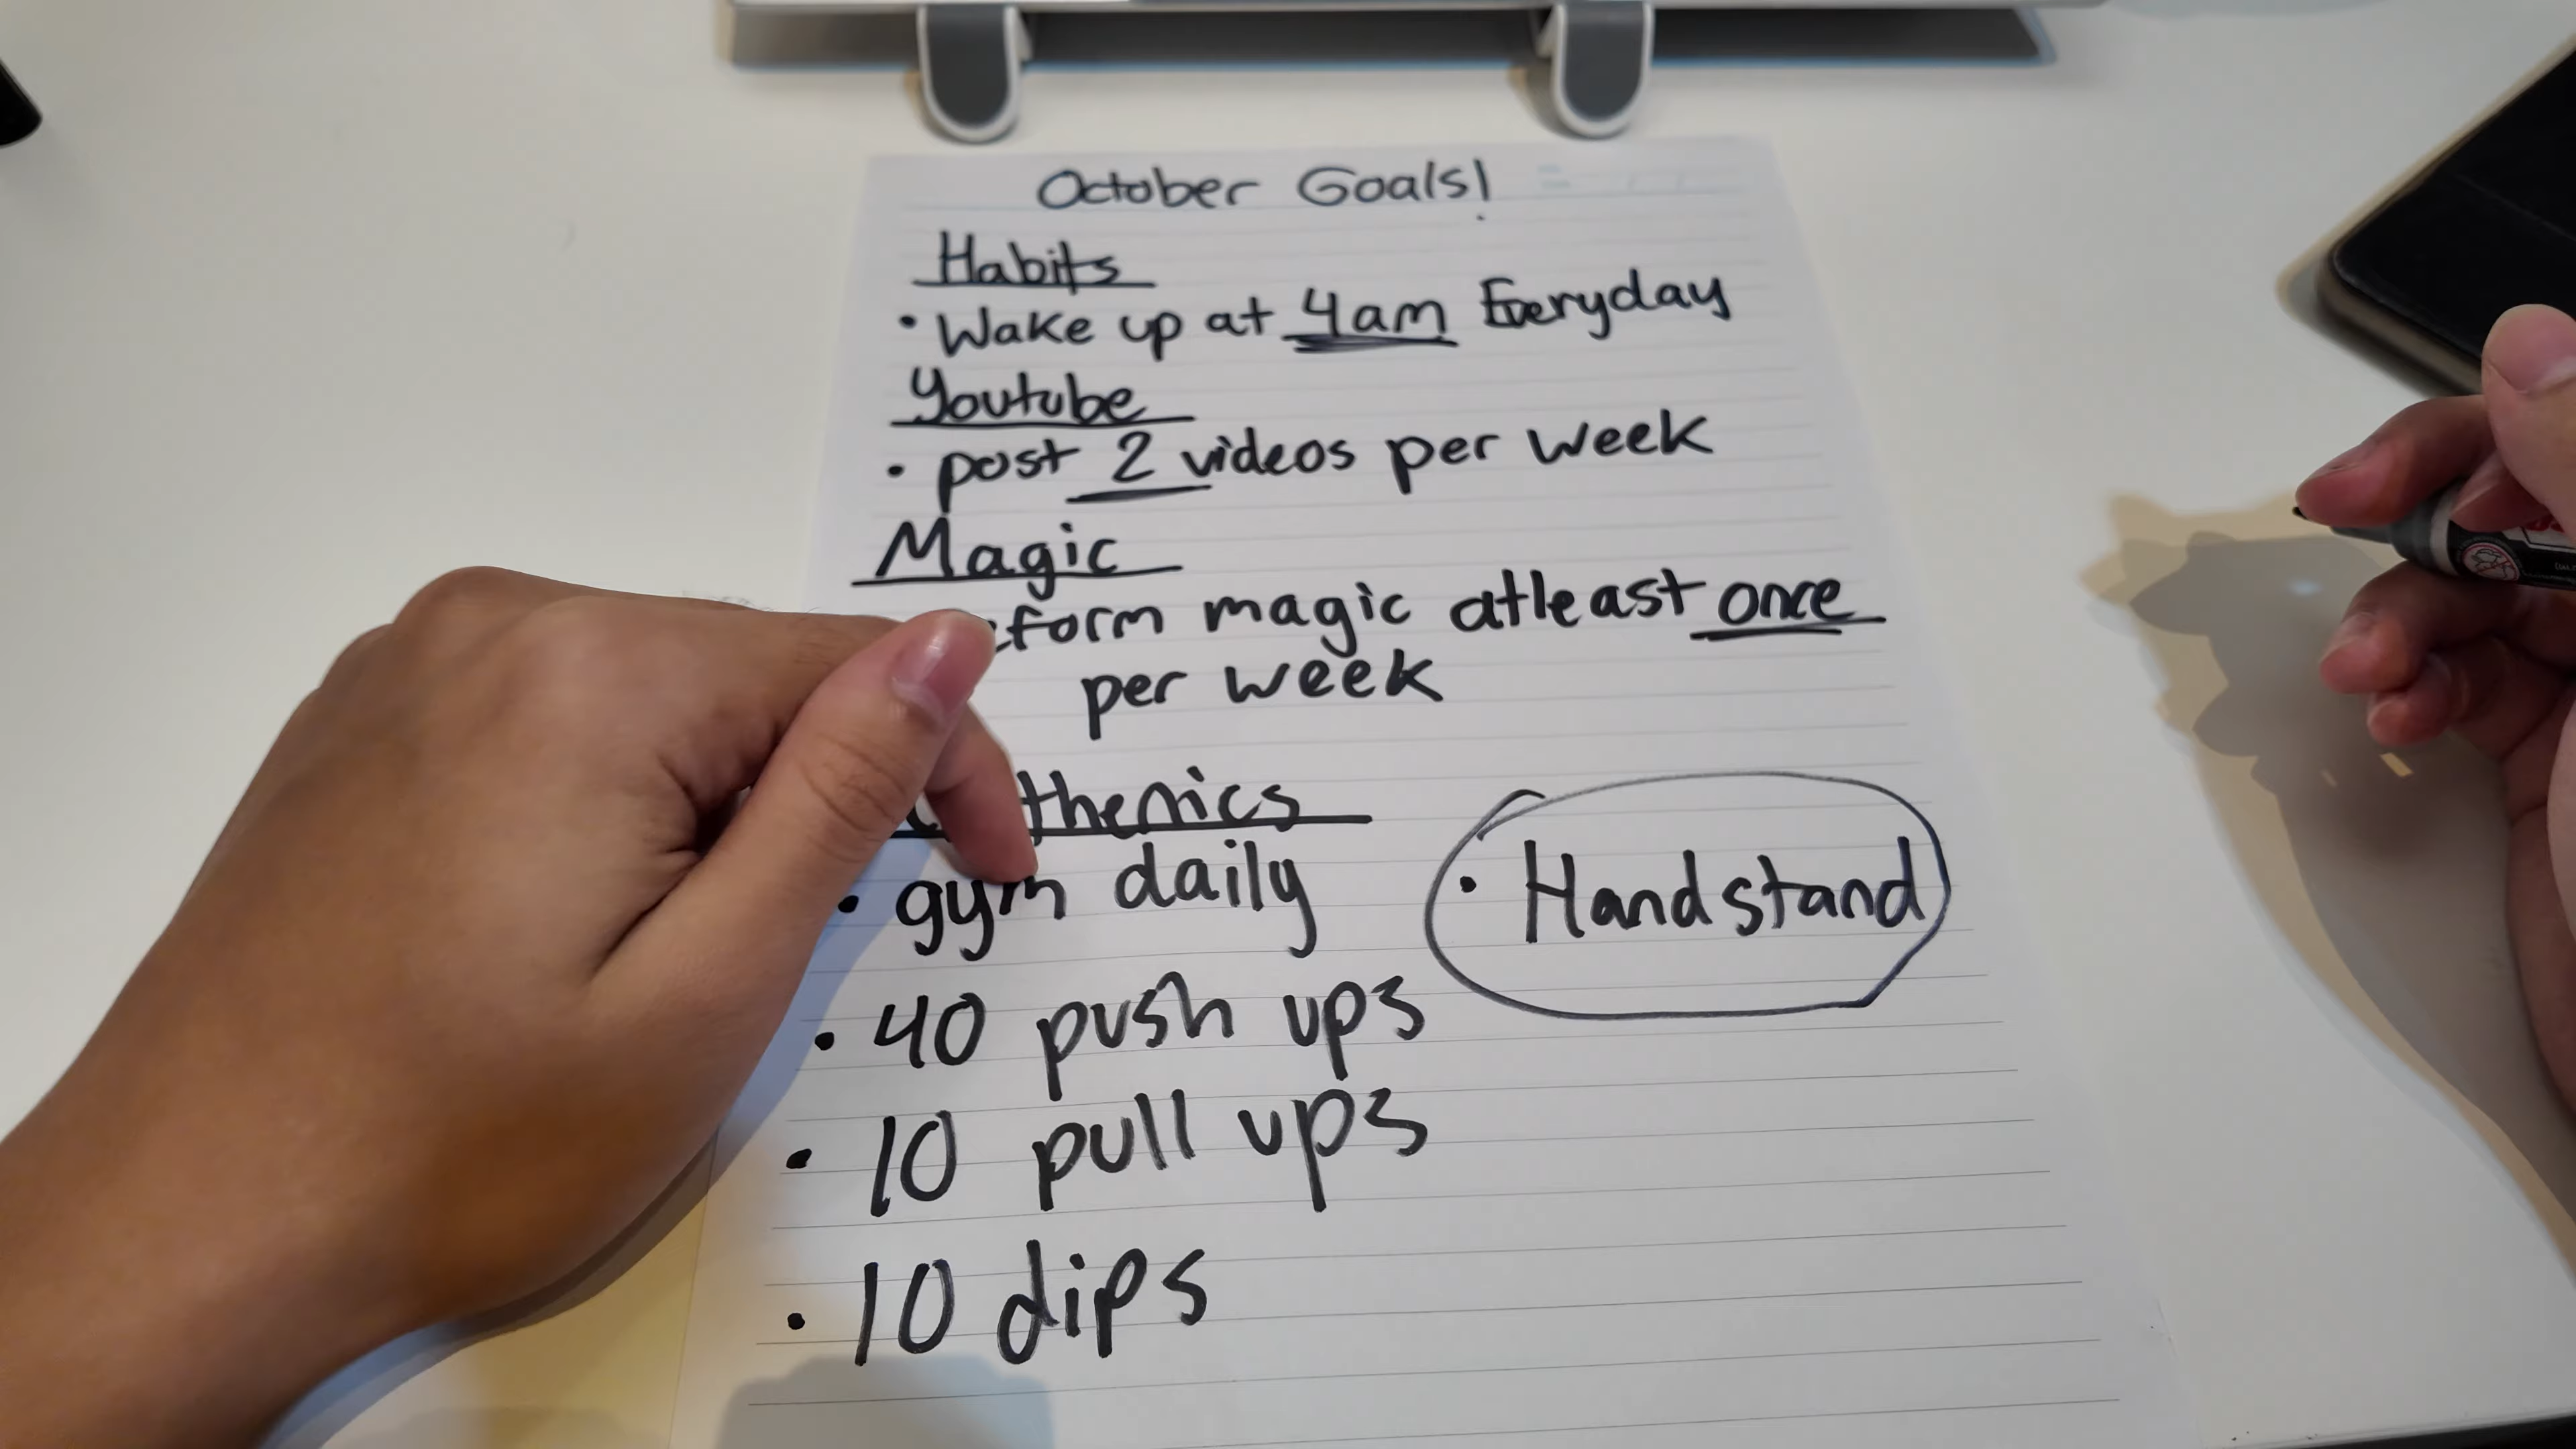 October Goals!
Habits
• Wake up at 4am Everyday
Youtube
• post 2 videos per week
Magic
form magic atleast once
per week
thenics
• gym daily
• Handstand
• 40 push ups
• 10 pull ups
• 10 dips